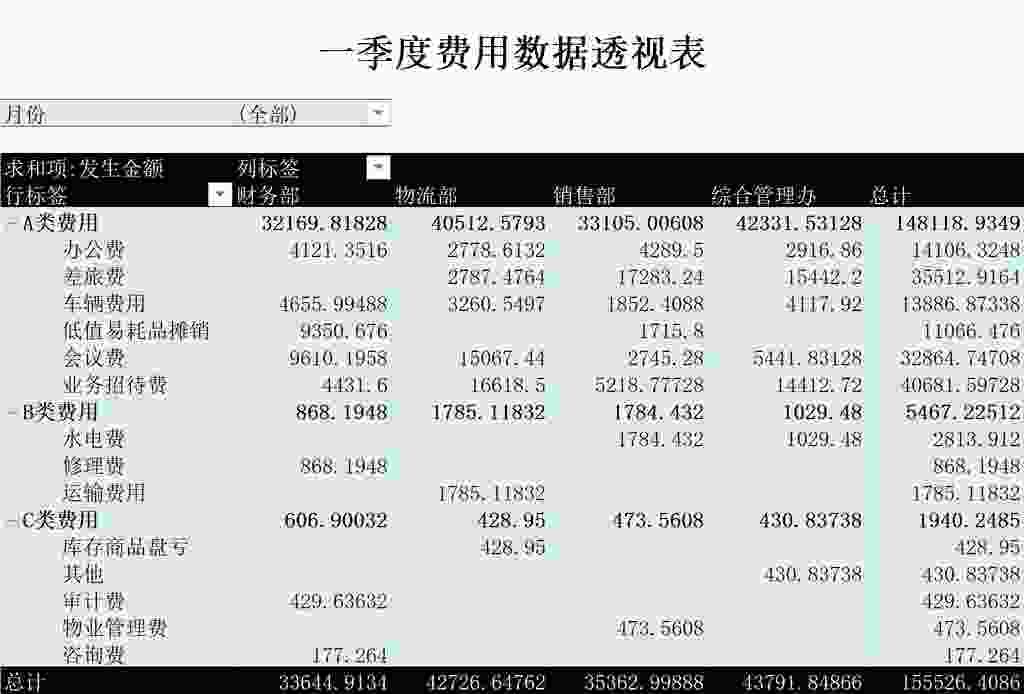 一季度费用数据透视表
月份 (全部)
求和项:发生金额 列标签
行标签 财务部 物流部 销售部 综合管理办 总计
-A类费用 32169.81828 40512.5793 33105.00608 42331.53128 148118.9349
办公费 4121.3516 2778.6132 4289.5 2916.86 14106.3248
差旅费 2787.4764 17283.24 15442.2 35512.9164
车辆费用 4655.99488 3260.5497 1852.4088 4117.92 13886.87338
低值易耗品摊销 9350.676 1715.8 11066.476
会议费 9610.1958 15067.44 2745.28 5441.83128 32864.74708
业务招待费 4431.6 16618.5 5218.77728 14412.72 40681.59728
-B类费用 868.1948 1785.11832 1784.432 1029.48 5467.22512
水电费 1784.432 1029.48 2813.912
修理费 868.1948 868.1948
运输费用 1785.11832 1785.11832
-C类费用 606.90032 428.95 473.5608 430.83738 1940.2485
库存商品盘亏 428.95 428.95
其他 430.83738 430.83738
审计费 429.63632 429.63632
物业管理费 473.5608 473.5608
咨询费 177.264 177.264
总计 33644.9134 42726.64762 35362.99888 43791.84866 155526.4086